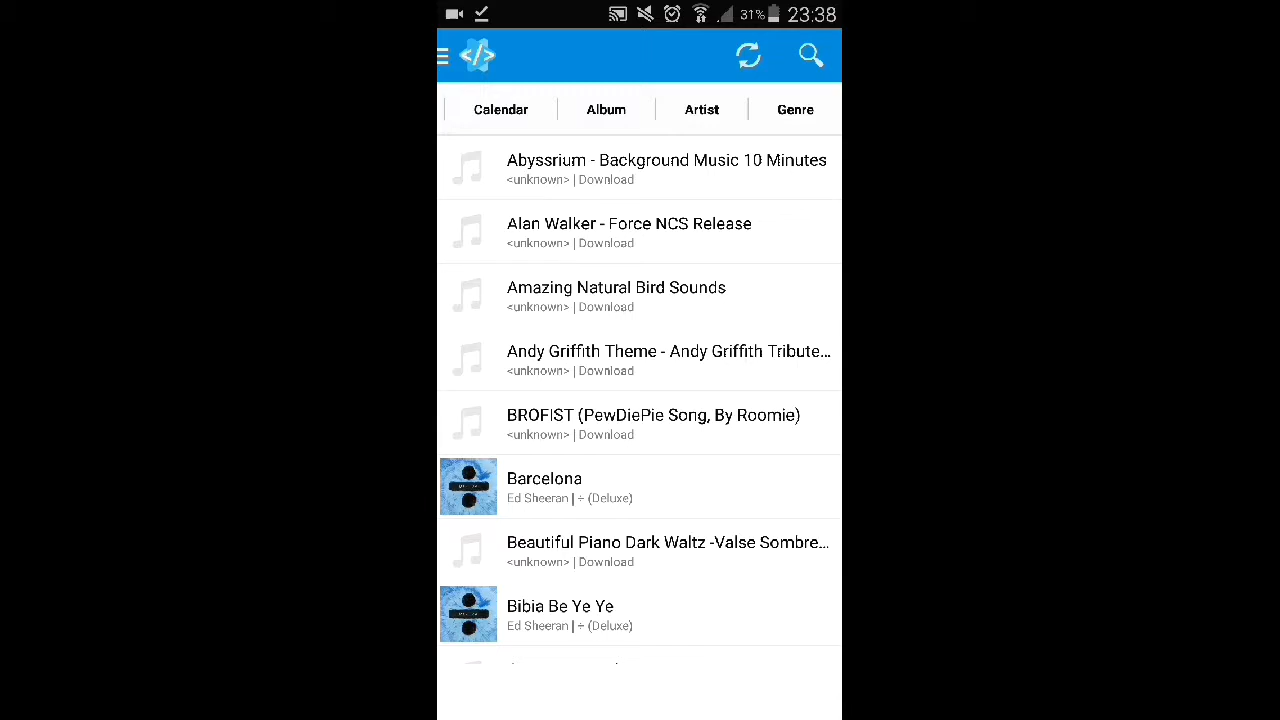 31% 23:38
</>
Calendar Album Artist Genre
Abyssrium - Background Music 10 Minutes
<unknown> | Download
Alan Walker - Force NCS Release
<unknown> | Download
Amazing Natural Bird Sounds
<unknown> | Download
Andy Griffith Theme - Andy Griffith Tribute...
<unknown> | Download
BROFIST (PewDiePie Song, By Roomie)
<unknown> | Download
Barcelona
Ed Sheeran | ÷ (Deluxe)
Beautiful Piano Dark Waltz -Valse Sombre...
<unknown> | Download
Bibia Be Ye Ye
Ed Sheeran | ÷ (Deluxe)